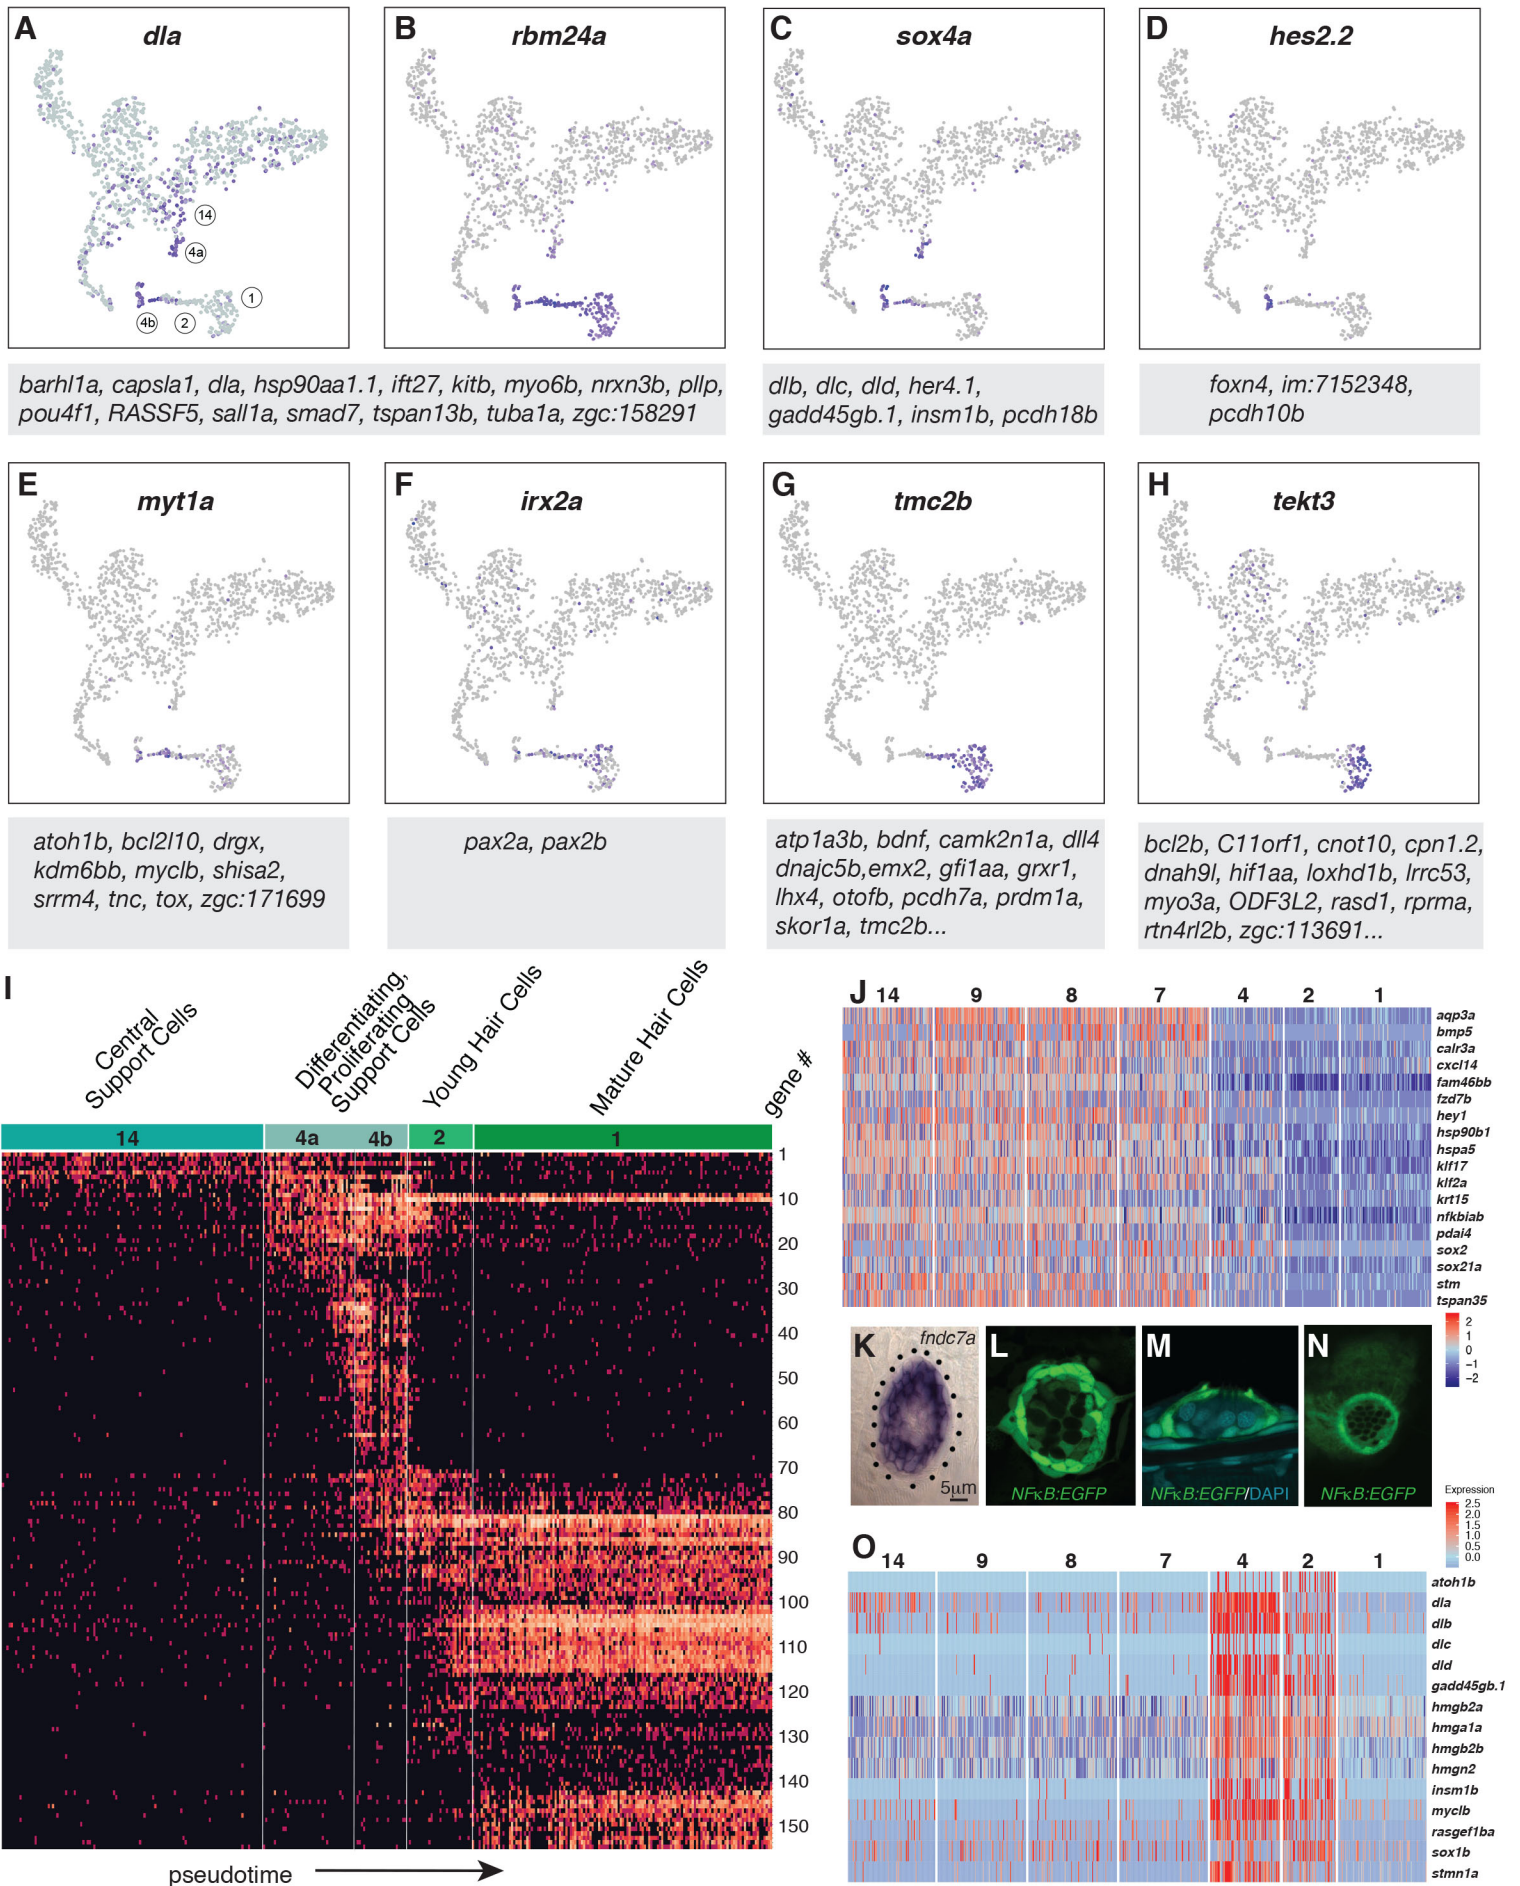 A
dla
14
4a
1
4b
2
B
rbm24a
C
sox4a
D
hes2.2
barhl1a, capsla1, dla, hsp90aa1.1, ift27, kitb, myo6b, nrxn3b, pllp,
pou4f1, RASSF5, sall1a, smad7, tspan13b, tuba1a, zgc:158291
dlb, dlc, dld, her4.1,
gadd45gb.1, insm1b, pcdh18b
foxn4, im:7152348,
pcdh10b
E
myt1a
F
irx2a
G
tmc2b
H
tekt3
atoh1b, bcl2l10, drgx,
kdm6bb, myclb, shisa2,
srrm4, tnc, tox, zgc:171699
pax2a, pax2b
atp1a3b, bdnf, camk2n1a, dll4
dnajc5b,emx2, gfi1aa, grxr1,
lhx4, otofb, pcdh7a, prdm1a,
skor1a, tmc2b...
bcl2b, C11orf1, cnot10, cpn1.2,
dnah9l, hif1aa, loxhd1b, lrrc53,
myo3a, ODF3L2, rasd1, rprma,
rtn4rl2b, zgc:113691...
I
Central
Support Cells
Differentiating,
Proliferating
Support Cells
Young Hair Cells
Mature Hair Cells
gene #
14
4a
4b
2
1
1
10
20
30
40
50
60
70
80
90
100
110
120
130
140
150
pseudotime
J
14 9 8 7 4 2 1
aqp3a
bmp5
calr3a
cxcl14
fam46bb
fzd7b
hey1
hsp90b1
hspa5
klf17
klf2a
krt15
nfkbiab
pdai4
sox2
sox21a
stm
tspan35
2
1
0
−1
−2
K
fndc7a
5μm
L
NFκB:EGFP
M
NFκB:EGFP/DAPI
N
NFκB:EGFP
Expression
2.5
2.0
1.5
1.0
0.5
0.0
O
14 9 8 7 4 2 1
atoh1b
dla
dlb
dlc
dld
gadd45gb.1
hmgb2a
hmga1a
hmgb2b
hmgn2
insm1b
myclb
rasgef1ba
sox1b
stmn1a